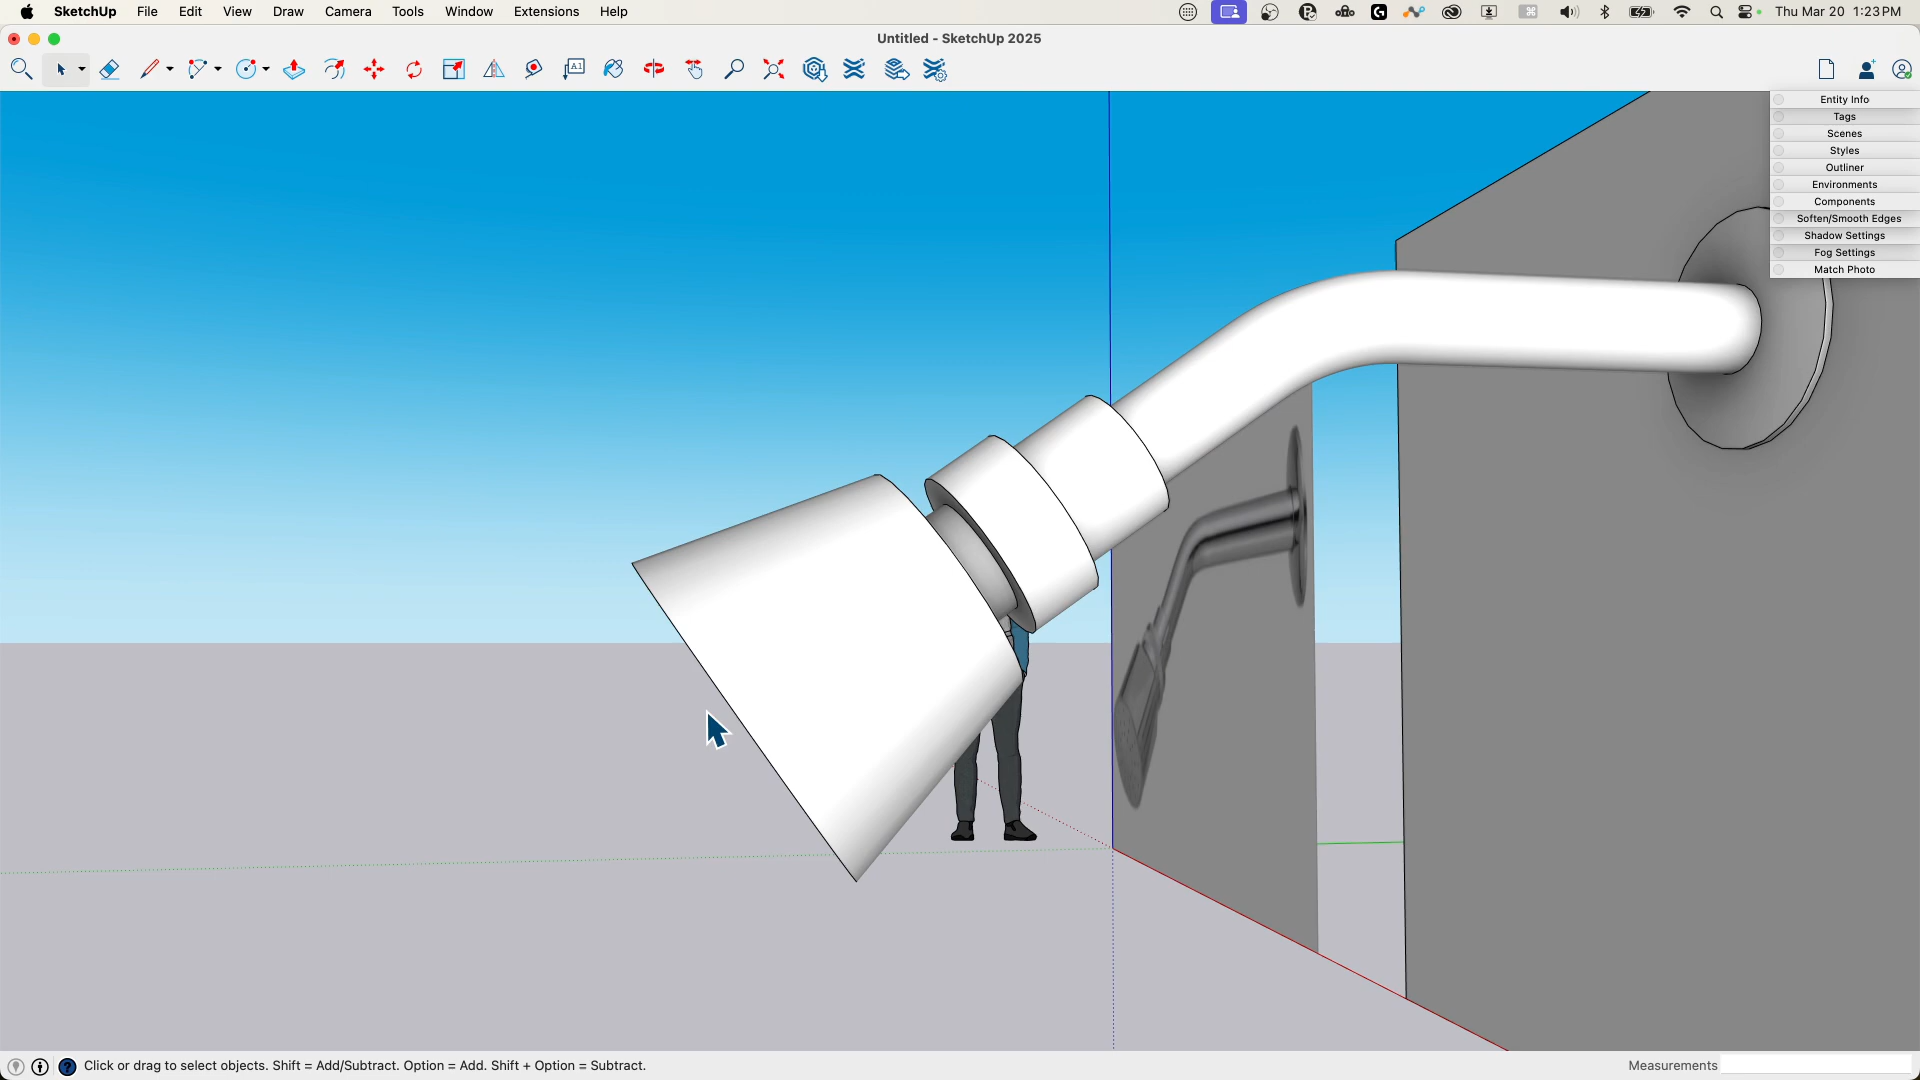 SketchUp File Edit View Draw Camera Tools Window Extensions Help Thu Mar 20 1:23 PM
Untitled - SketchUp 2025
A1
Entity Info
Tags
Scenes
Styles
Outliner
Environments
Components
Soften/Smooth Edges
Shadow Settings
Fog Settings
Match Photo
Click or drag to select objects. Shift = Add/Subtract. Option = Add. Shift + Option = Subtract. Measurements